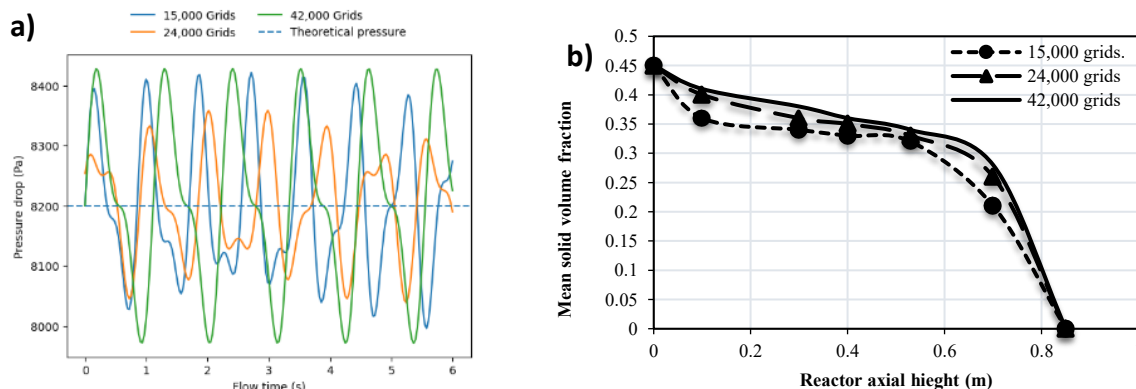 a)
15,000 Grids
42,000 Grids
24,000 Grids
Theoretical pressure
Pressure drop (Pa)
8400
8300
8200
8100
8000
0 1 2 3 4 5 6
Flow time (s)
b)
0.5
0.45
0.4
0.35
0.3
0.25
0.2
0.15
0.1
0.05
0
0 0.2 0.4 0.6 0.8
15,000 grids.
24,000 grids
42,000 grids
Mean solid volume fraction
Reactor axial hieght (m)